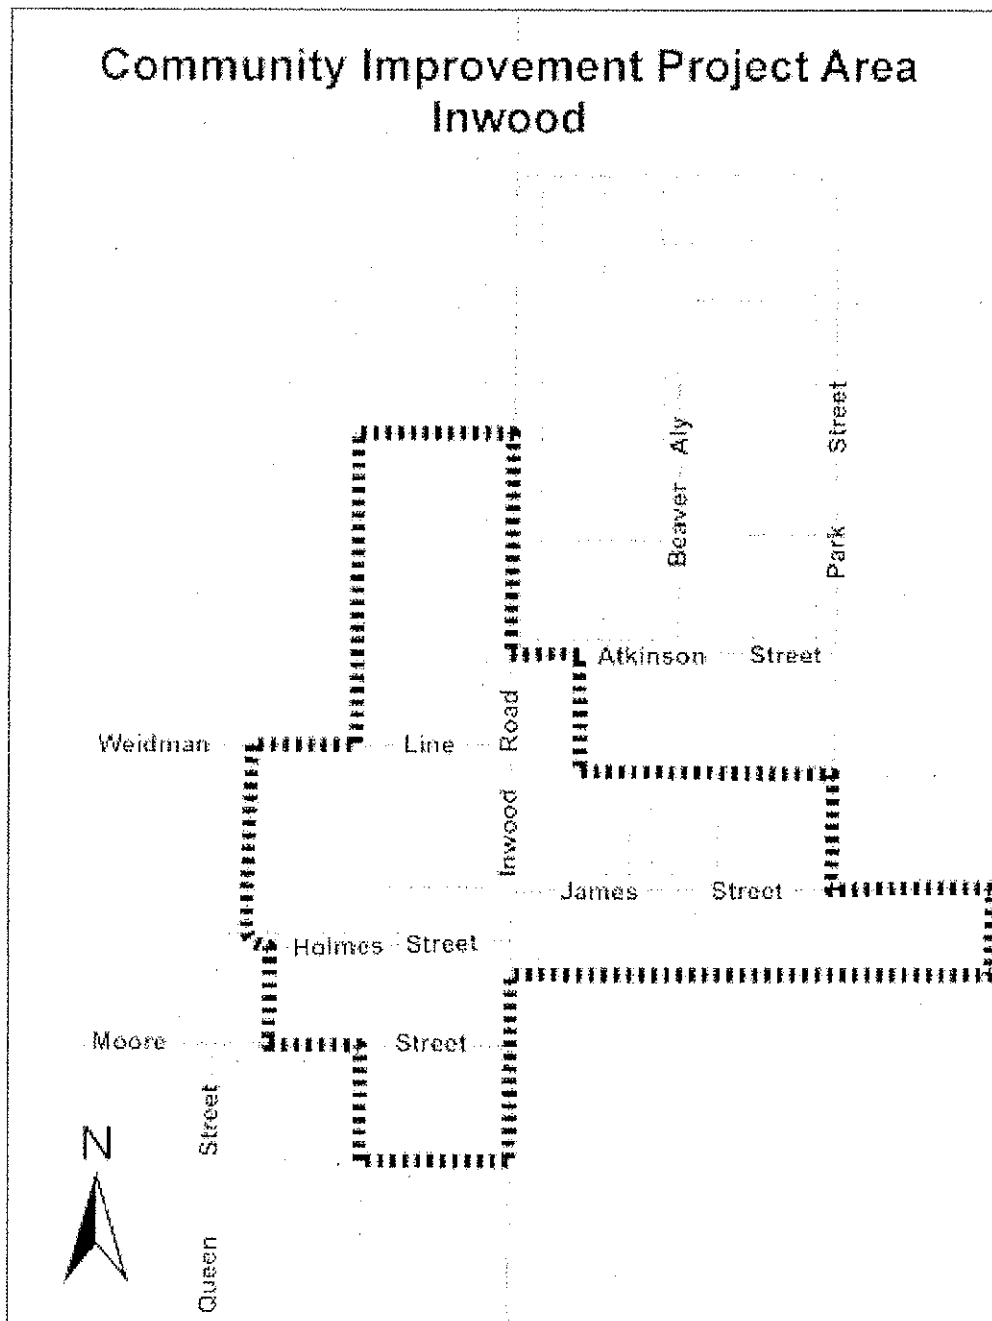 Community Improvement Project Area
Inwood
Beaver Aly
Park Street
Atkinson Street
Weidman Line
Inwood Road
James Street
Holmes Street
Moore Street
Queen Street
N